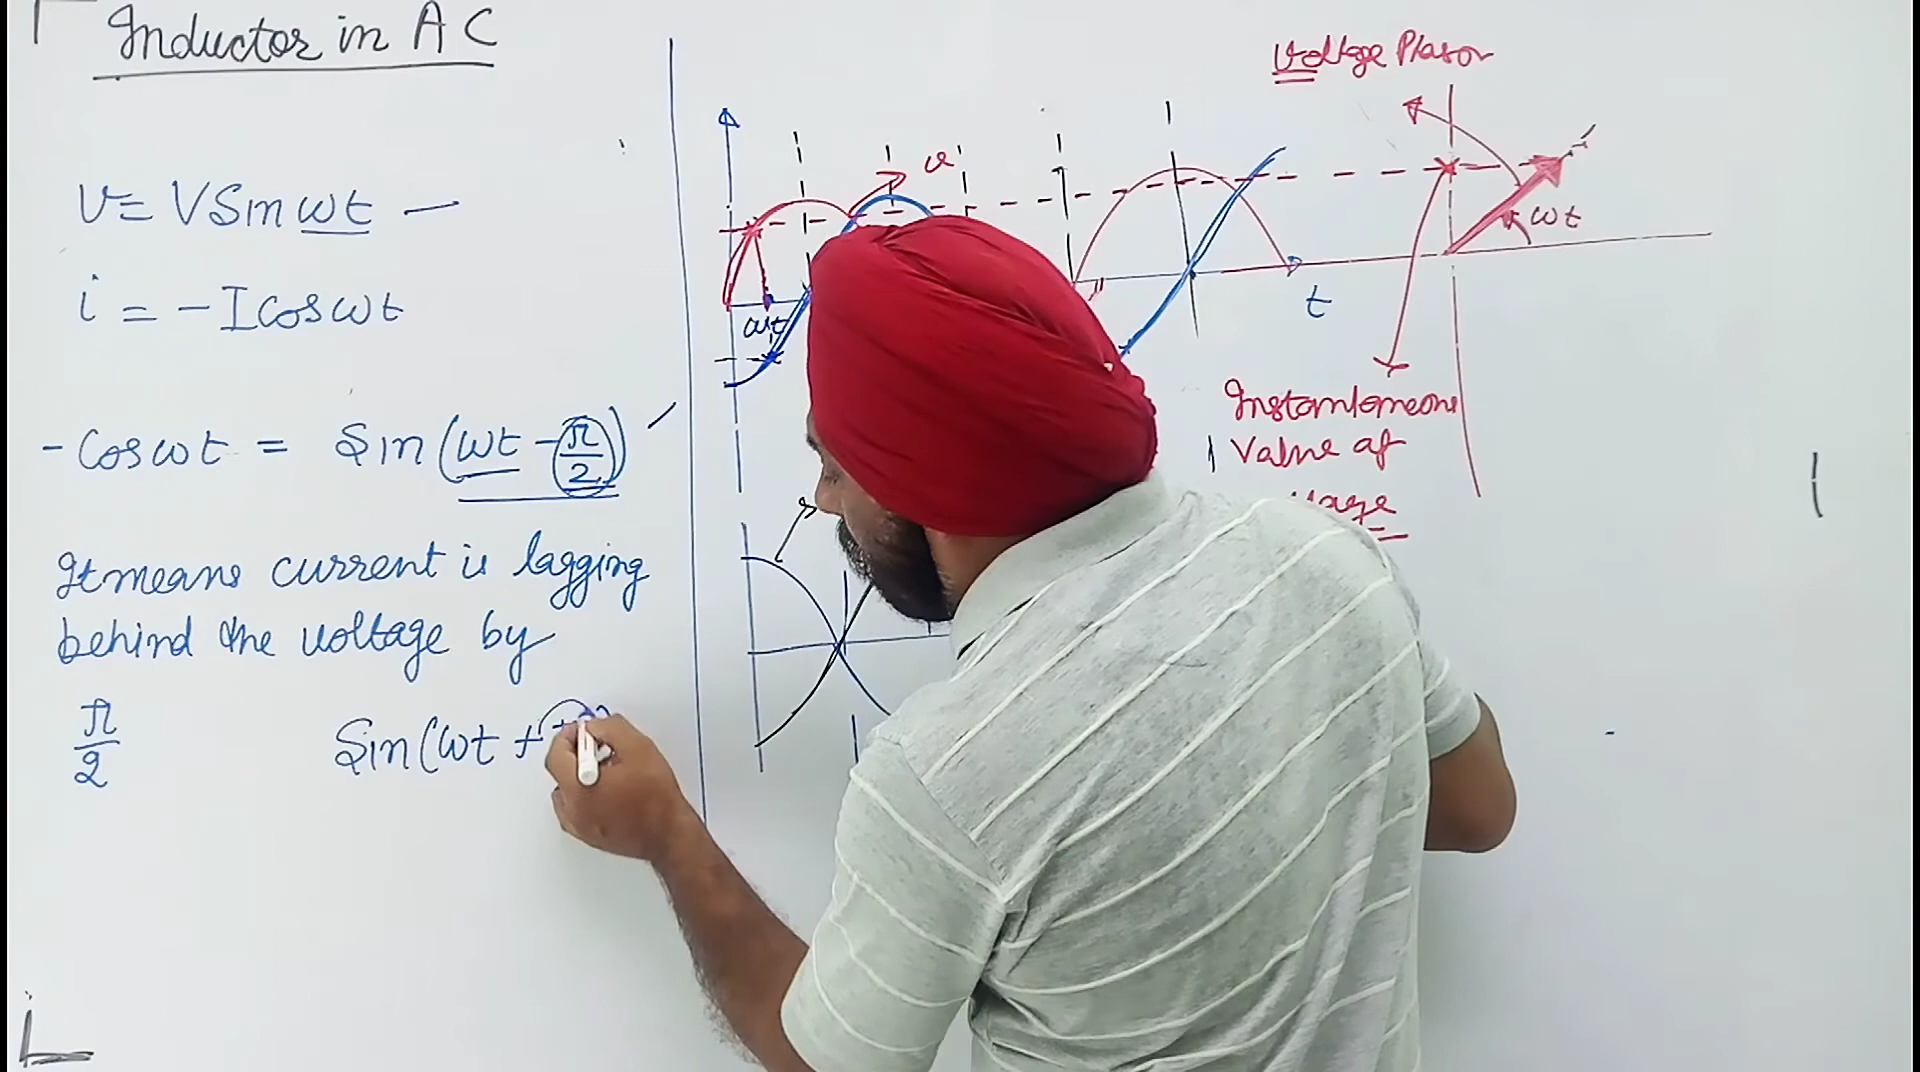 Inductor in AC
v = V Sin ωt —
i = - I cos ωt
- Cos ωt = Sin (ωt - π/2)
It means current is lagging
behind the voltage by
π/2
Sin (ωt +
v
ωt
t
Voltage Plasor
ωt
Instantaneous
Value of